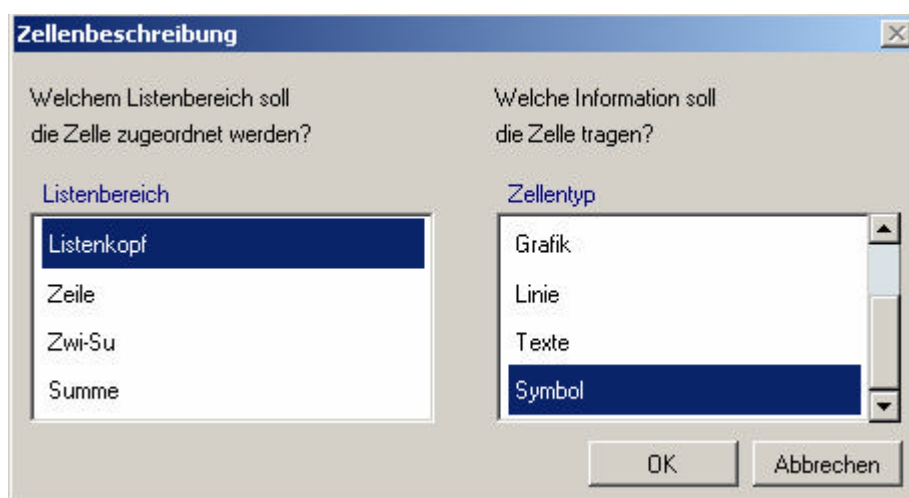 Zellenbeschreibung
Welchem Listenbereich soll
die Zelle zugeordnet werden?
Listenbereich
Listenkopf
Zeile
Zwi-Su
Summe
Welche Information soll
die Zelle tragen?
Zellentyp
Grafik
Linie
Texte
Symbol
OK
Abbrechen